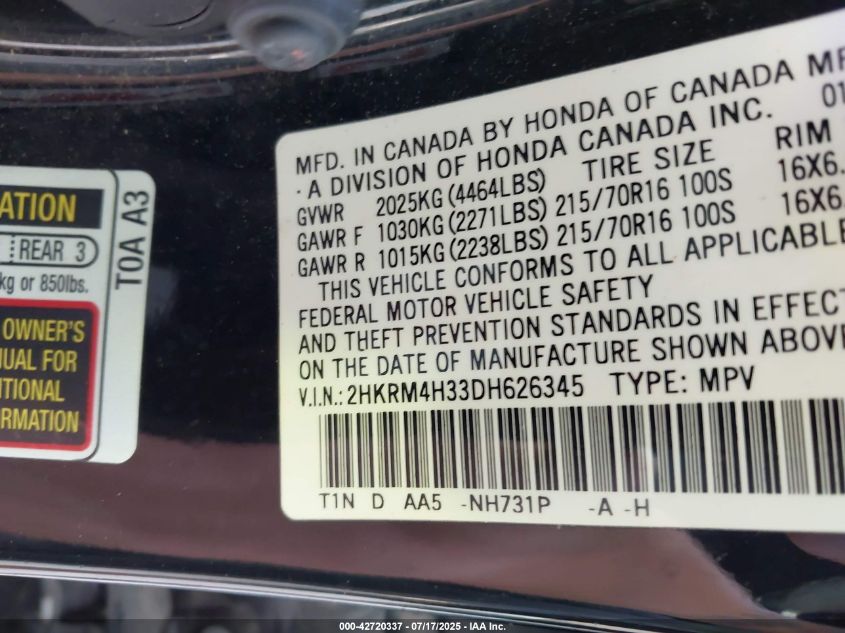 ATION
REAR 3
kg or 850lbs.
OWNER'S
UAL FOR
ITIONAL
RMATION
T0A A3
MFD. IN CANADA BY HONDA OF CANADA MF
01
· A DIVISION OF HONDA CANADA INC.
TIRE SIZE RIM
GVWR 2025KG (4464LBS)
GAWR F 1030KG (2271LBS) 215/70R16 100S 16X6.
GAWR R 1015KG (2238LBS) 215/70R16 100S 16X6.
THIS VEHICLE CONFORMS TO ALL APPLICABLE
FEDERAL MOTOR VEHICLE SAFETY
AND THEFT PREVENTION STANDARDS IN EFFECT
ON THE DATE OF MANUFACTURE SHOWN ABOVE
V.I.N.: 2HKRM4H33DH626345 TYPE: MPV
T1N D AA5 -NH731P -A -H
000-42720337 - 07/17/2025 - IAA Inc.